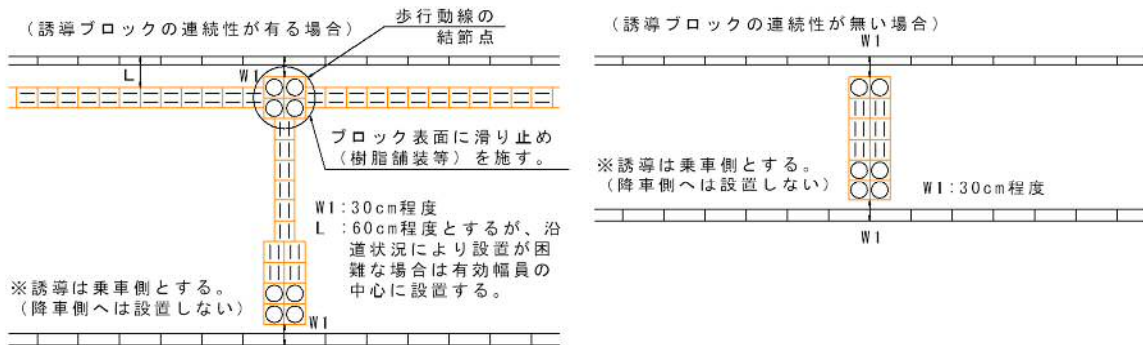 (誘導ブロックの連続性が有る場合)
歩行動線の
結節点
L
W1
ブロック表面に滑り止め
(樹脂舗装等)を施す。
W1:30cm程度
L :60cm程度とするが、沿
道状況により設置が困
難な場合は有効幅員の
中心に設置する。
※誘導は乗車側とする。
(降車側へは設置しない)
W1
(誘導ブロックの連続性が無い場合)
W1
※誘導は乗車側とする。
(降車側へは設置しない)
W1:30cm程度
W1